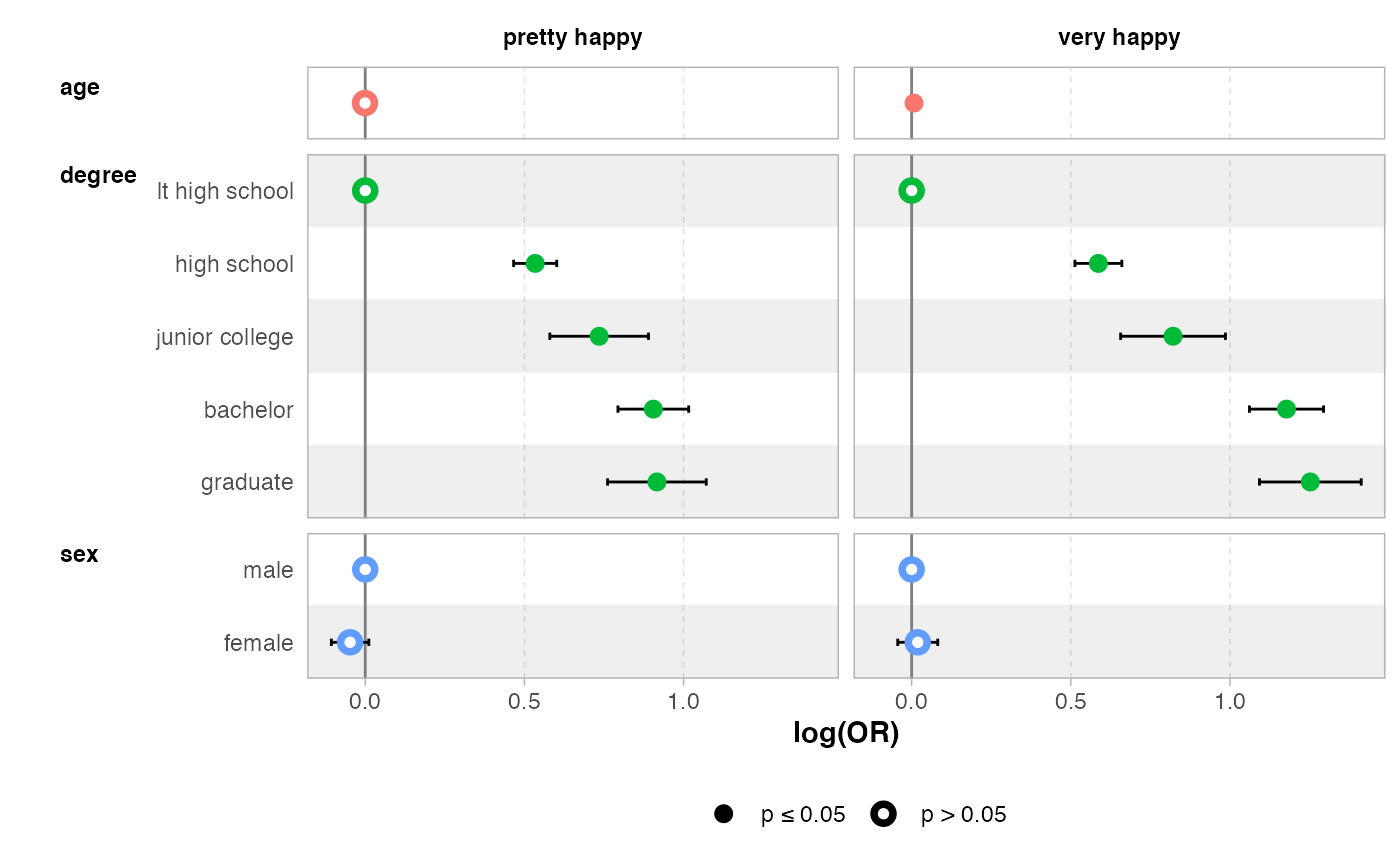 pretty happy
very happy
age
degree
lt high school
high school
junior college
bachelor
graduate
sex
male
female
0.0 0.5 1.0
0.0 0.5 1.0
log(OR)
p ≤ 0.05 p > 0.05